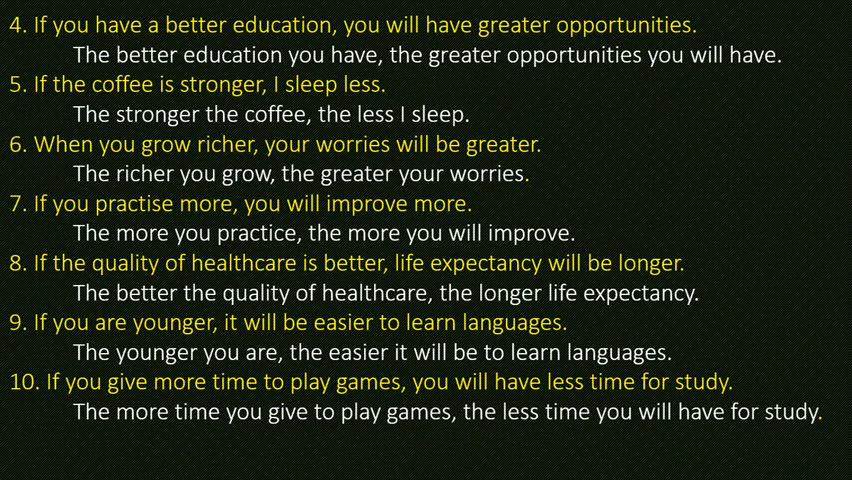 4. If you have a better education, you will have greater opportunities.
The better education you have, the greater opportunities you will have.
5. If the coffee is stronger, I sleep less.
The stronger the coffee, the less I sleep.
6. When you grow richer, your worries will be greater.
The richer you grow, the greater your worries.
7. If you practise more, you will improve more.
The more you practice, the more you will improve.
8. If the quality of healthcare is better, life expectancy will be longer.
The better the quality of healthcare, the longer life expectancy.
9. If you are younger, it will be easier to learn languages.
The younger you are, the easier it will be to learn languages.
10. If you give more time to play games, you will have less time for study.
The more time you give to play games, the less time you will have for study.